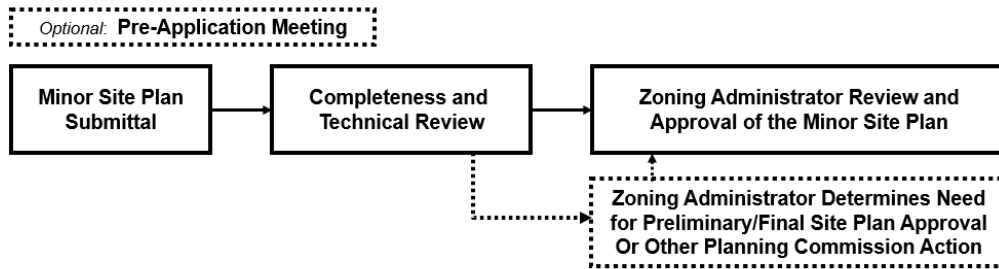 Optional: Pre-Application Meeting
Minor Site Plan
Submittal
Completeness and
Technical Review
Zoning Administrator Review and
Approval of the Minor Site Plan
Zoning Administrator Determines Need
for Preliminary/Final Site Plan Approval
Or Other Planning Commission Action